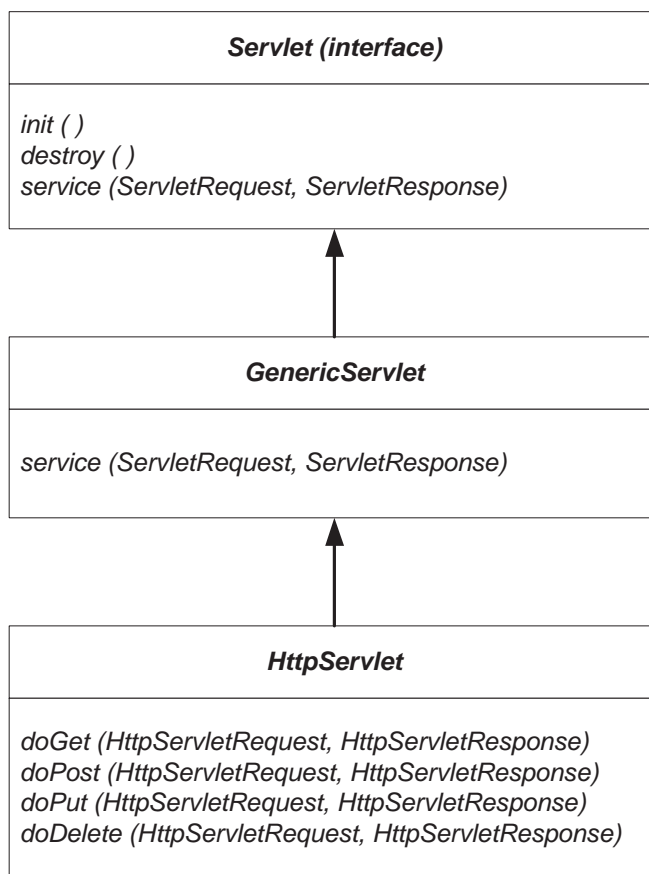 Servlet (interface)
init ( )
destroy ( )
service (ServletRequest, ServletResponse)
GenericServlet
service (ServletRequest, ServletResponse)
HttpServlet
doGet (HttpServletRequest, HttpServletResponse)
doPost (HttpServletRequest, HttpServletResponse)
doPut (HttpServletRequest, HttpServletResponse)
doDelete (HttpServletRequest, HttpServletResponse)